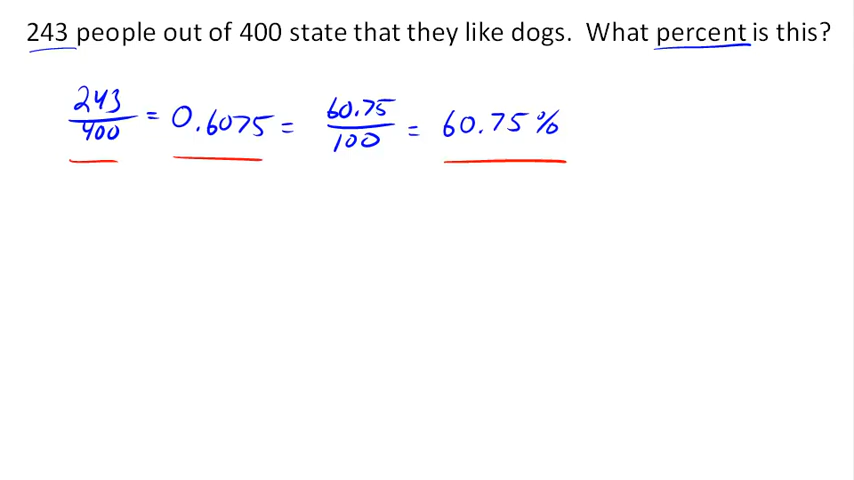 243 people out of 400 state that they like dogs. What percent is this?
243/400 = 0.6075 = 60.75/100 = 60.75%